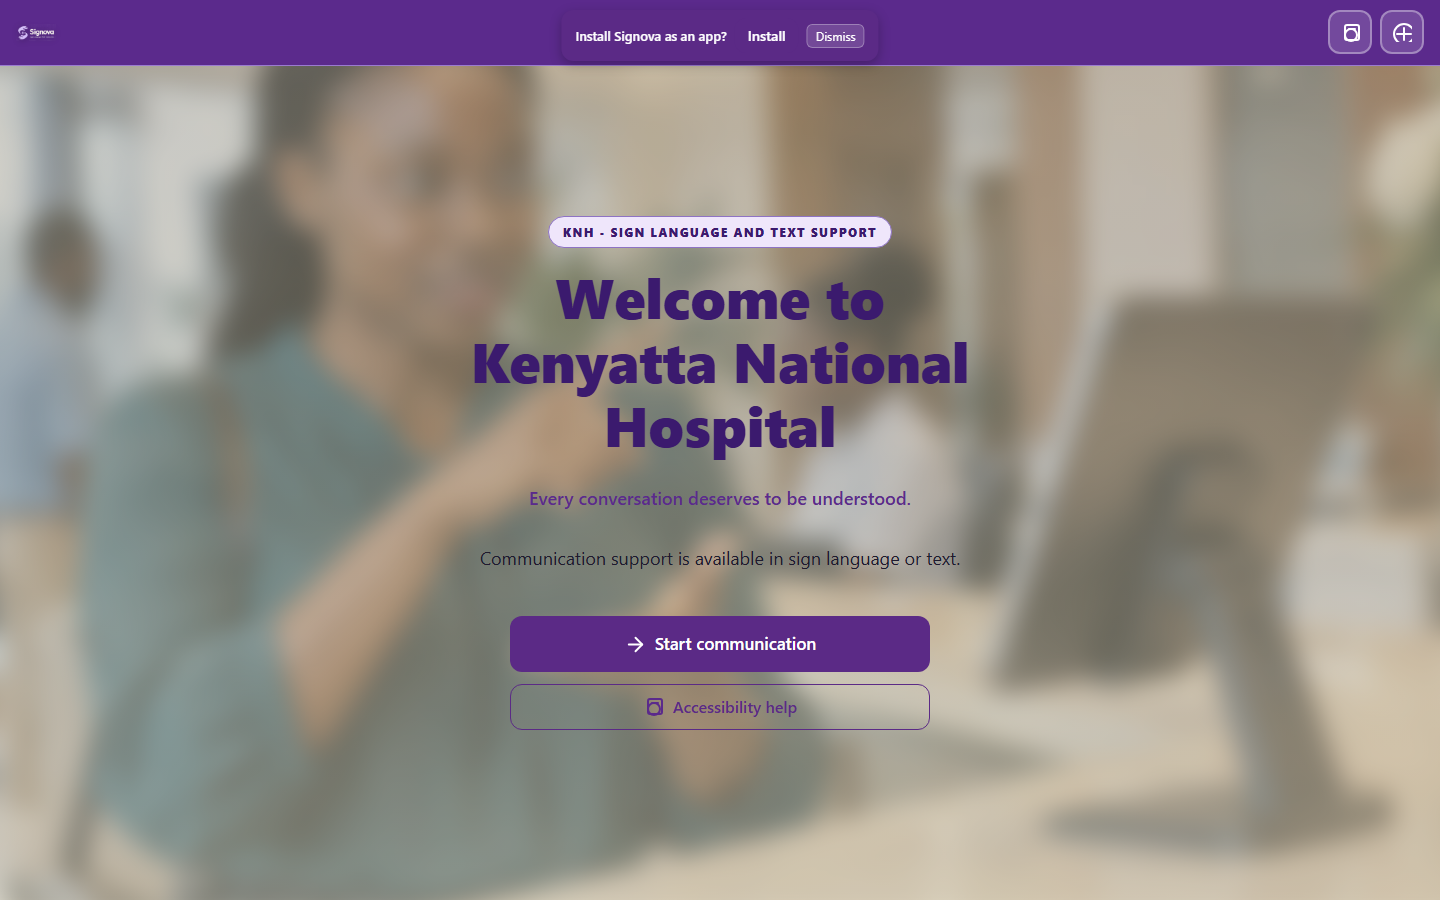 Signova
Install Signova as an app? Install Dismiss
KNH - SIGN LANGUAGE AND TEXT SUPPORT
Welcome to
Kenyatta National
Hospital
Every conversation deserves to be understood.
Communication support is available in sign language or text.
Start communication
Accessibility help